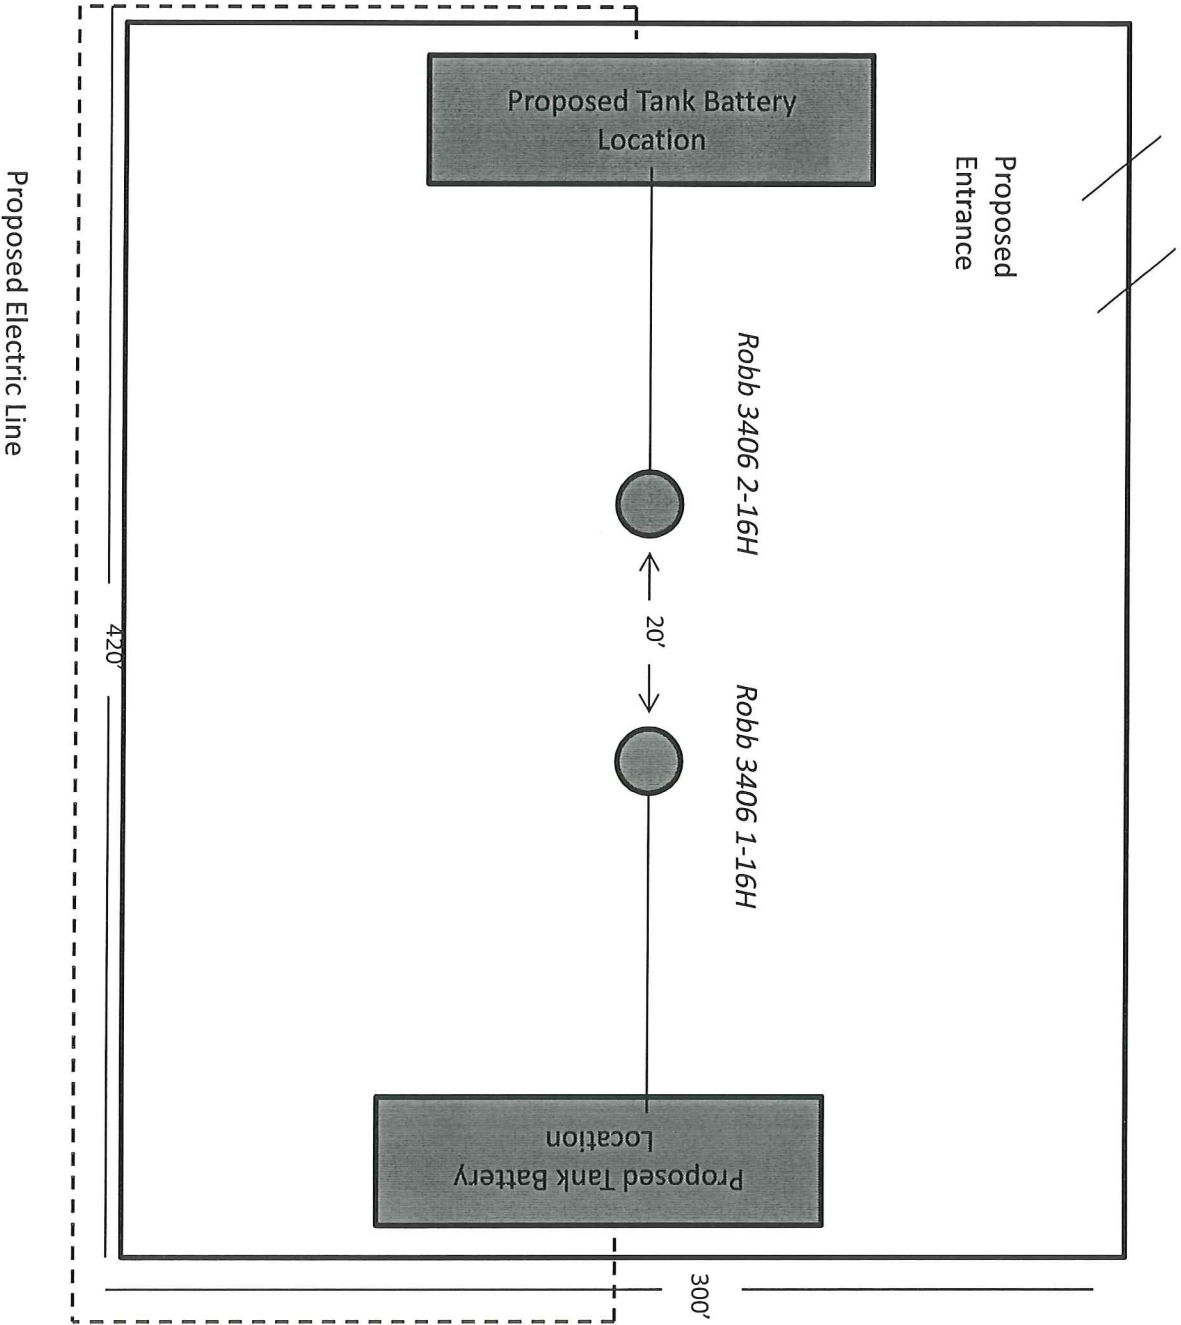 Proposed Tank Battery
Location
Proposed
Entrance
Robb 3406 2-16H
20'
Robb 3406 1-16H
Proposed Tank Battery
Location
420'
300'
Proposed Electric Line